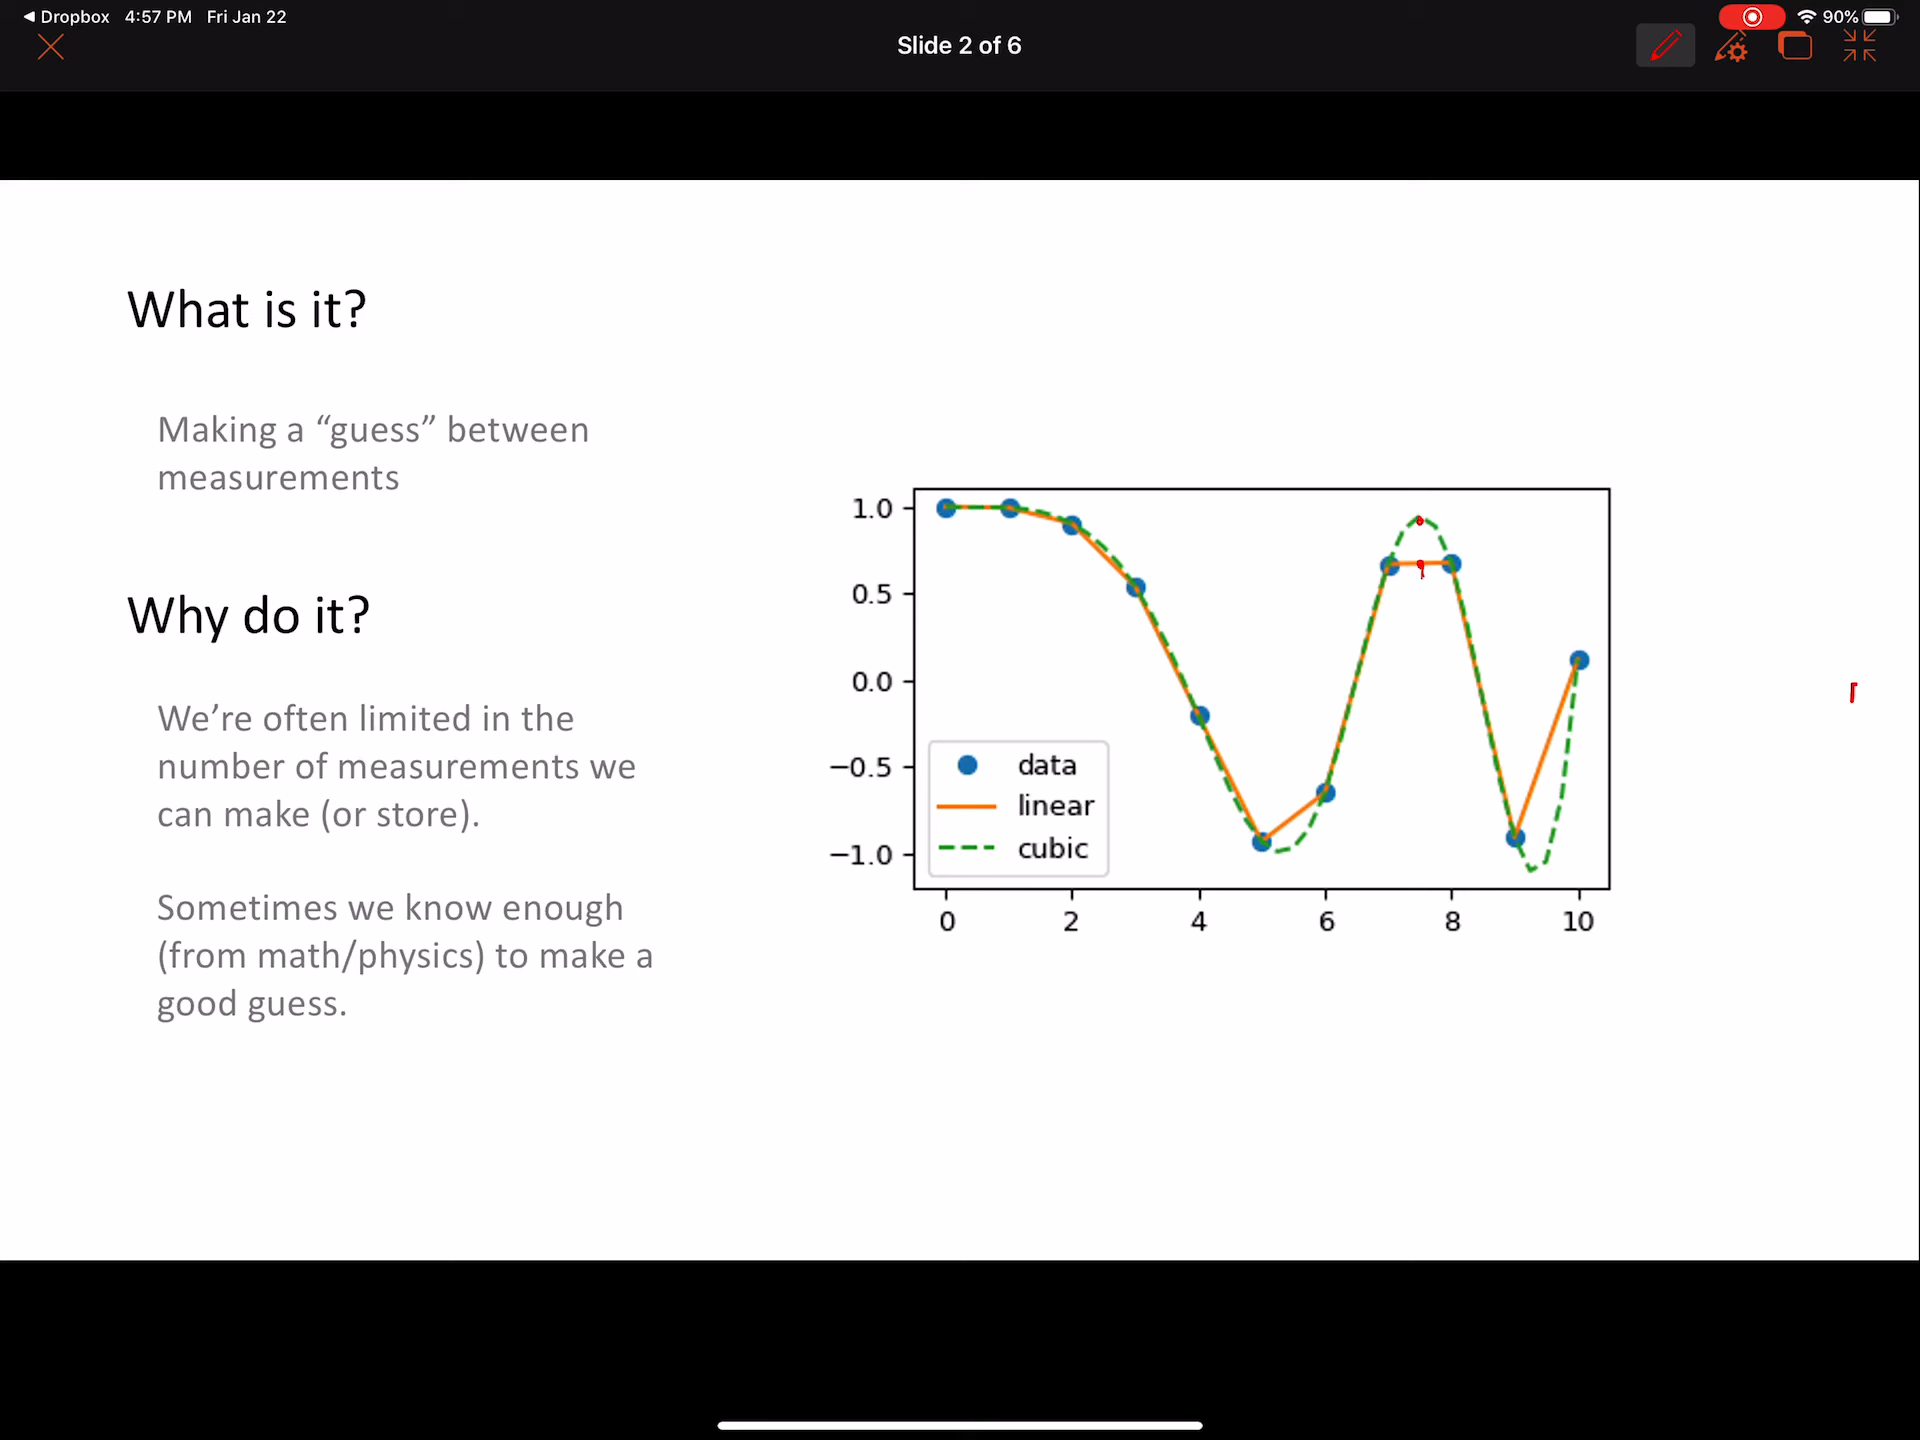 ◀ Dropbox 4:57 PM Fri Jan 22
90%
Slide 2 of 6
What is it?
Making a “guess” between
measurements
Why do it?
We’re often limited in the
number of measurements we
can make (or store).
Sometimes we know enough
(from math/physics) to make a
good guess.
1.0
0.5
0.0
−0.5
−1.0
data
linear
cubic
0 2 4 6 8 10